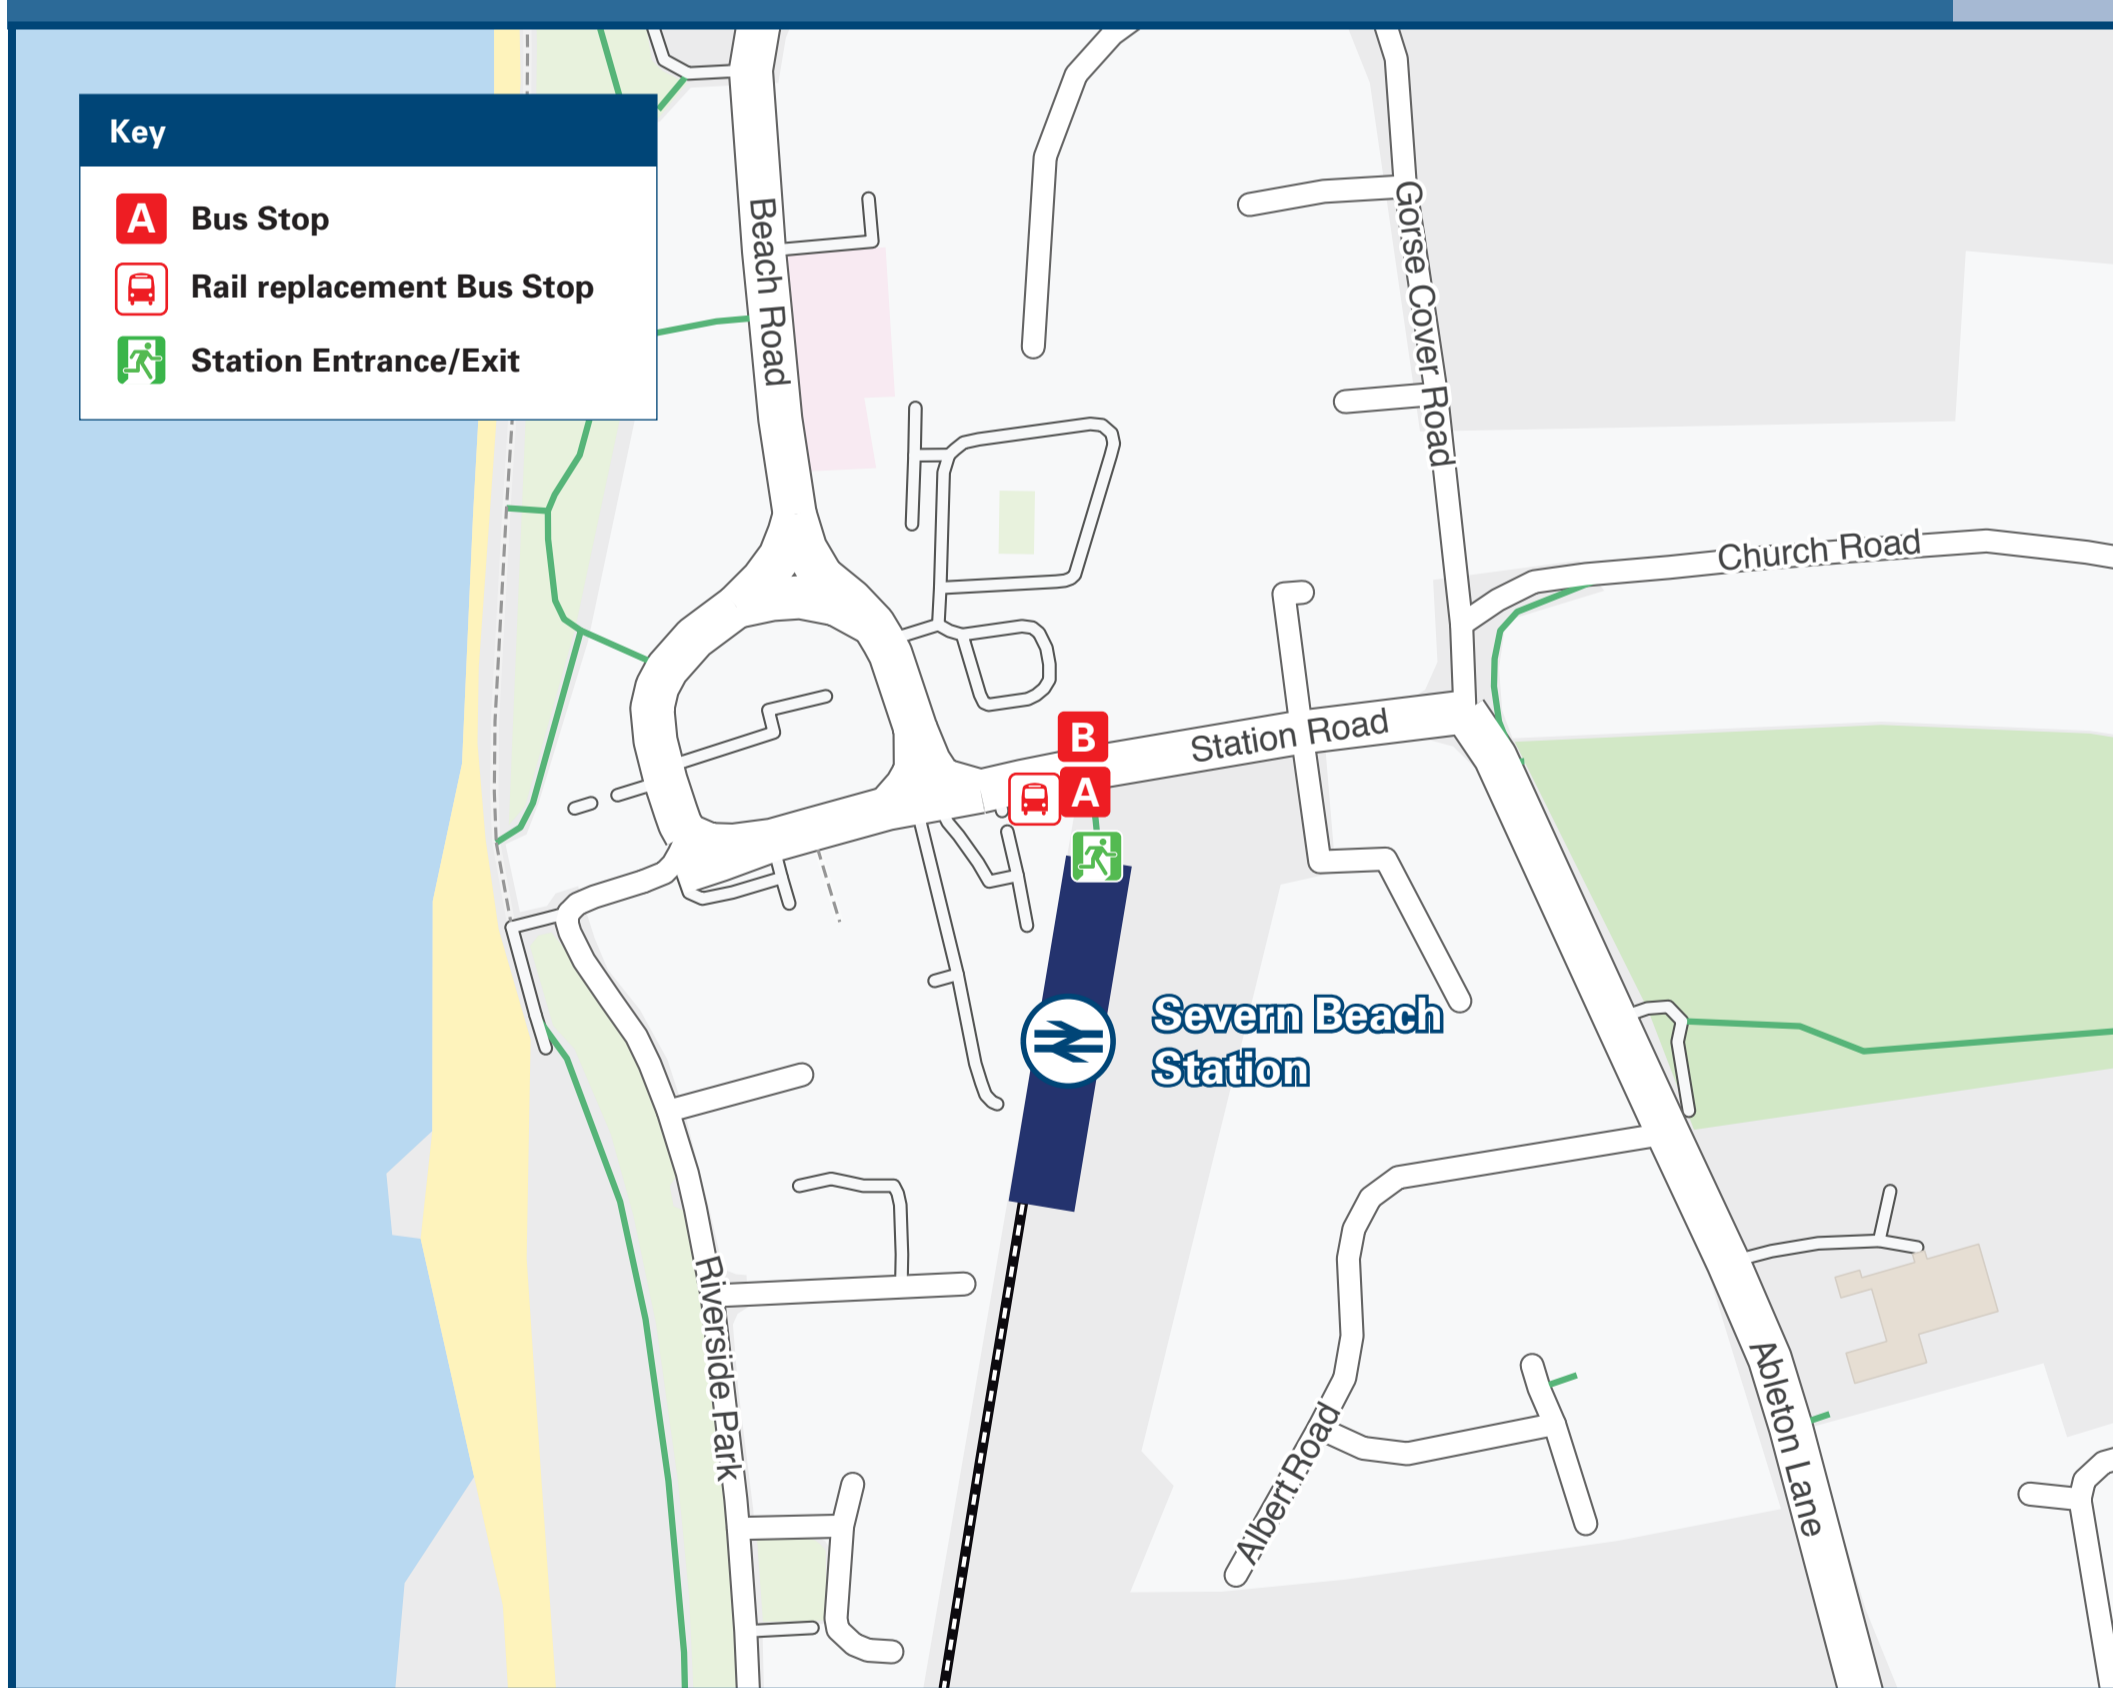 Key
A Bus Stop
Rail replacement Bus Stop
Station Entrance/Exit
Beach Road
Gorse Cover Road
Church Road
Station Road
B
A
Severn Beach
Station
Riverside Park
Albert Road
Ableton Lane